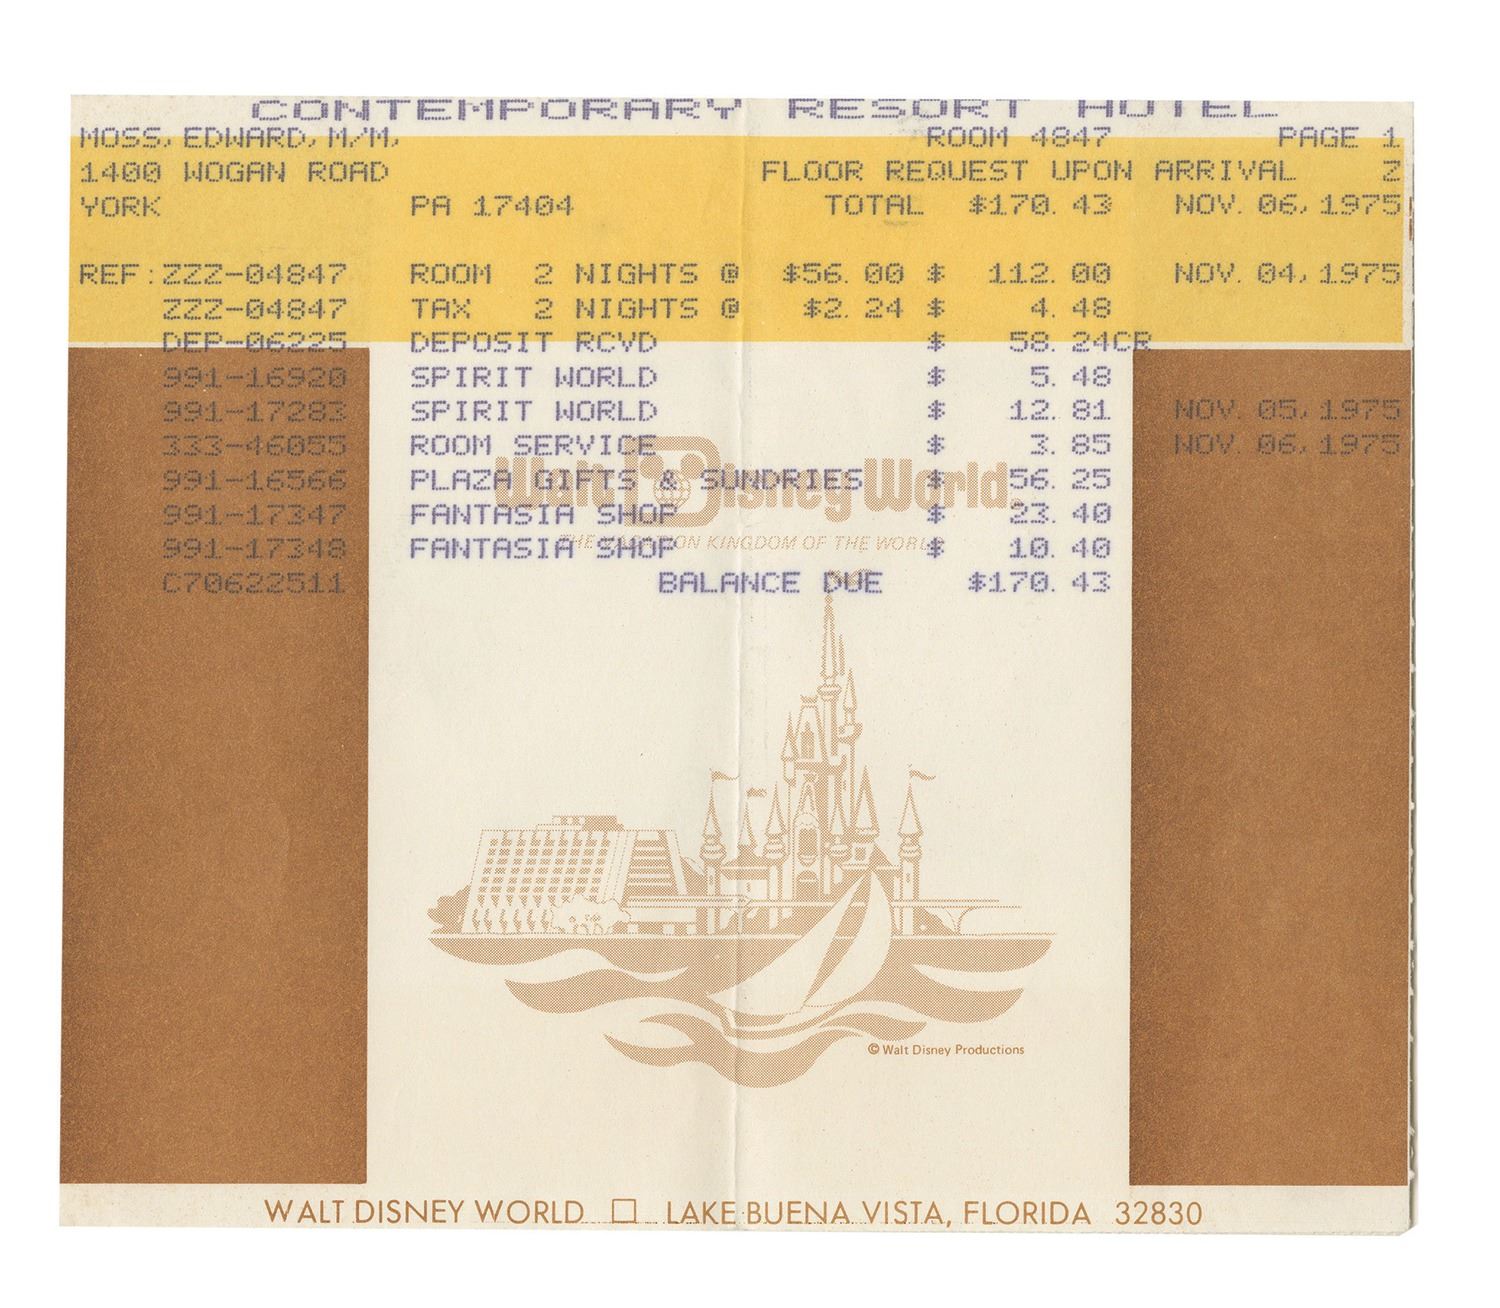 CONTEMPORARY RESORT HOTEL
MOSS, EDWARD, M/M, ROOM 4847 PAGE 1
1400 WOGAN ROAD FLOOR REQUEST UPON ARRIVAL Z
YORK PA 17404 TOTAL $170.43 NOV. 06, 1975
REF:ZZZ-04847 ROOM 2 NIGHTS @ $56.00 $ 112.00 NOV. 04, 1975
ZZZ-04847 TAX 2 NIGHTS @ $2.24 $ 4.48
DEP-06225 DEPOSIT RCVD $ 58.24CR
991-16920 SPIRIT WORLD $ 5.48
991-17283 SPIRIT WORLD $ 12.81 NOV. 05, 1975
333-46055 ROOM SERVICE $ 3.85 NOV. 06, 1975
Walt Disney World®
991-16566 PLAZA GIFTS & SUNDRIES $ 56.25
991-17347 FANTASIA SHOP $ 23.40
THE VACATION KINGDOM OF THE WORLD
991-17348 FANTASIA SHOP $ 10.40
C70622511 BALANCE DUE $170.43
© Walt Disney Productions
WALT DISNEY WORLD □ LAKE BUENA VISTA, FLORIDA 32830